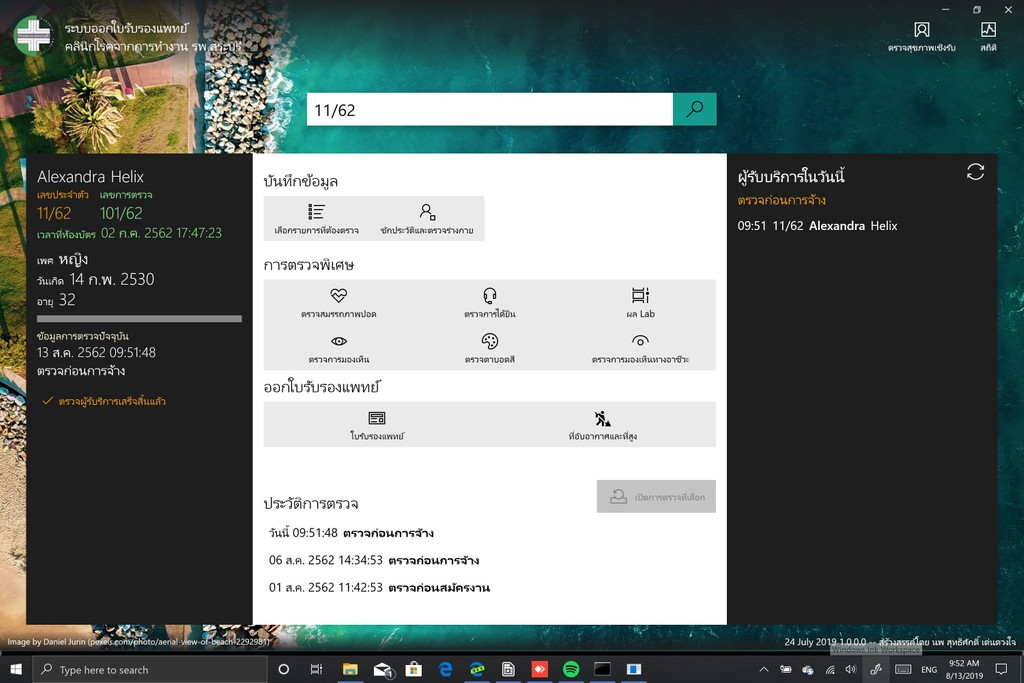 ระบบออกใบรับรองแพทย์
คลินิกโรคจากการทำงาน รพ.สระบุรี
ตรวจสุขภาพเชิงรับ
สถิติ
11/62
Alexandra Helix
เลขประจำตัว เลขการตรวจ
11/62 101/62
เวลาที่ห้องบัตร 02 ก.ค. 2562 17:47:23
เพศ หญิง
วันเกิด 14 ก.พ. 2530
อายุ 32
ข้อมูลการตรวจปัจจุบัน
13 ส.ค. 2562 09:51:48
ตรวจก่อนการจ้าง
ตรวจผู้รับบริการเสร็จสิ้นแล้ว
บันทึกข้อมูล
เลือกรายการที่ต้องตรวจ
ซักประวัติและตรวจร่างกาย
การตรวจพิเศษ
ตรวจสมรรถภาพปอด
ตรวจการได้ยิน
ผล Lab
ตรวจการมองเห็น
ตรวจตาบอดสี
ตรวจการมองเห็นทางอาชีวะ
ออกใบรับรองแพทย์
ใบรับรองแพทย์
ที่อับอากาศและที่สูง
ประวัติการตรวจ
เปิดการตรวจที่เลือก
วันนี้ 09:51:48 ตรวจก่อนการจ้าง
06 ส.ค. 2562 14:34:53 ตรวจก่อนการจ้าง
01 ส.ค. 2562 11:42:53 ตรวจก่อนสมัครงาน
ผู้รับบริการในวันนี้
ตรวจก่อนการจ้าง
09:51 11/62 Alexandra Helix
Image by Daniel Jurin (pexels.com/photo/aerial-view-of-beach-2292981)
24 July 2019 1.0.0.0 -- สร้างสรรค์โดย นพ สุทธิศักดิ์ เด่นดวงใจ
Windows Ink Workspace
Type here to search
1
ENG
9:52 AM
8/13/2019